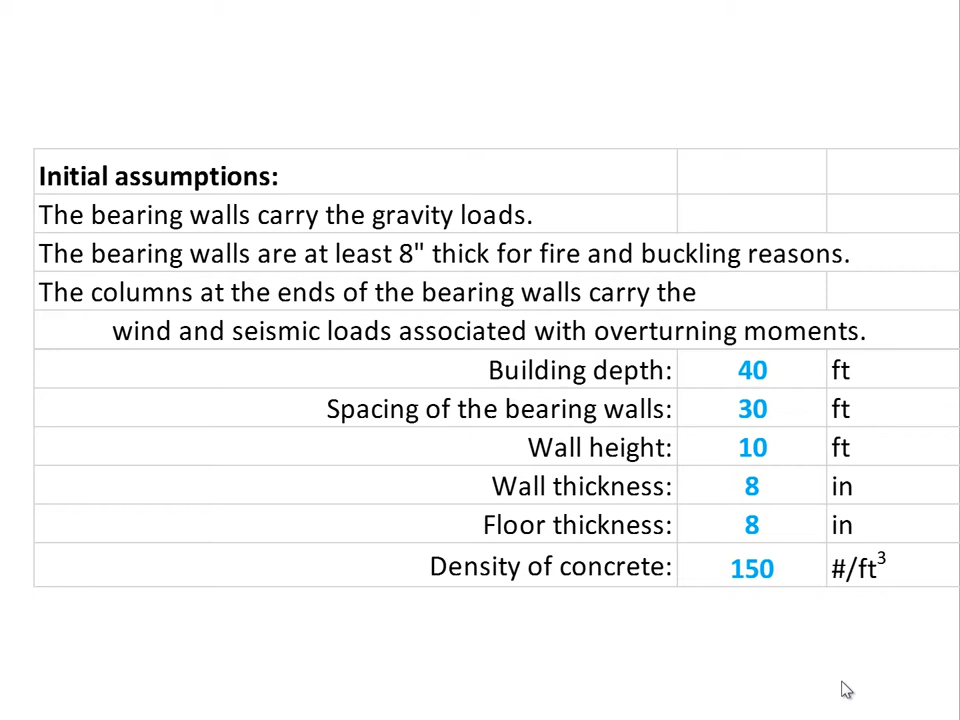 Initial assumptions:
The bearing walls carry the gravity loads.
The bearing walls are at least 8" thick for fire and buckling reasons.
The columns at the ends of the bearing walls carry the
wind and seismic loads associated with overturning moments.
Building depth: 40 ft
Spacing of the bearing walls: 30 ft
Wall height: 10 ft
Wall thickness: 8 in
Floor thickness: 8 in
Density of concrete: 150 #/ft³